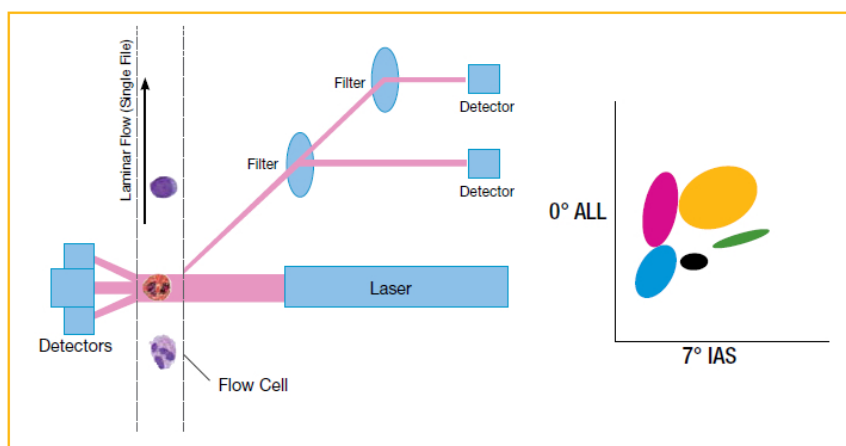 Laminar Flow (Single File)
Filter
Detector
Filter
Detector
Laser
Detectors
Flow Cell
0° ALL
7° IAS